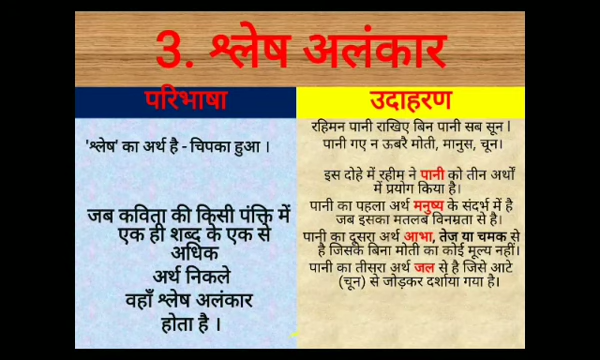 3. श्लेष अलंकार
परिभाषा
'श्लेष' का अर्थ है - चिपका हुआ ।
जब कविता की किसी पंक्ति में
एक ही शब्द के एक से
अधिक
अर्थ निकले
वहाँ श्लेष अलंकार
होता है ।
उदाहरण
रहिमन पानी राखिए बिन पानी सब सून ।
पानी गए न ऊबरै मोती, मानुस, चून।
इस दोहे में रहीम ने पानी को तीन अर्थों
में प्रयोग किया है।
पानी का पहला अर्थ मनुष्य के संदर्भ में है
जब इसका मतलब विनम्रता से है।
पानी का दूसरा अर्थ आभा, तेज या चमक से
है जिसके बिना मोती का कोई मूल्य नहीं।
पानी का तीसरा अर्थ जल से है जिसे आटे
(चून) से जोड़कर दर्शाया गया है।